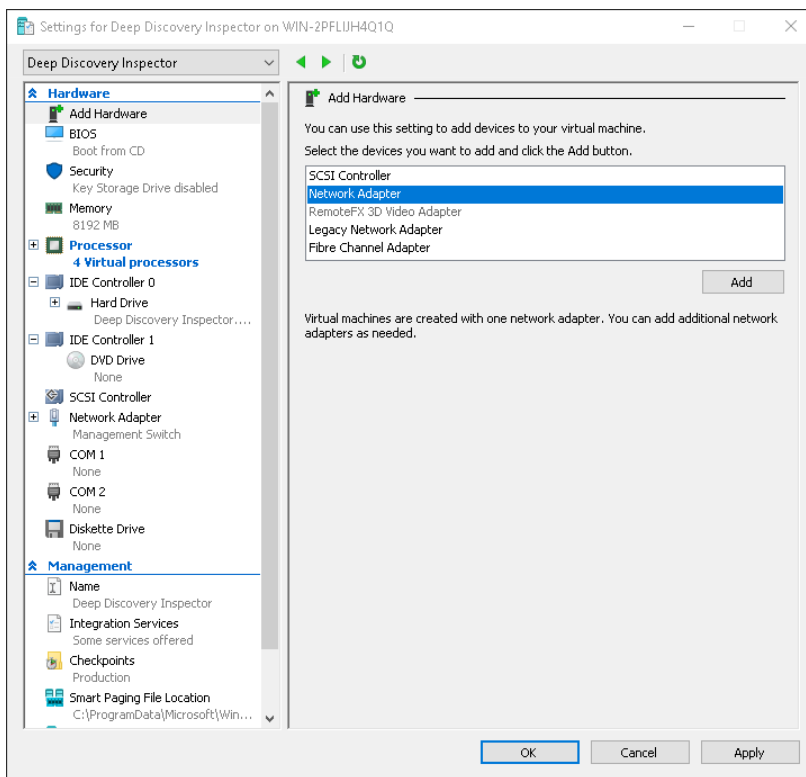 Settings for Deep Discovery Inspector on WIN-2PFLIJH4Q1Q
Deep Discovery Inspector
Hardware
Add Hardware
BIOS
Boot from CD
Security
Key Storage Drive disabled
Memory
8192 MB
Processor
4 Virtual processors
IDE Controller 0
Hard Drive
Deep Discovery Inspector....
IDE Controller 1
DVD Drive
None
SCSI Controller
Network Adapter
Management Switch
COM 1
None
COM 2
None
Diskette Drive
None
Management
Name
Deep Discovery Inspector
Integration Services
Some services offered
Checkpoints
Production
Smart Paging File Location
C:\ProgramData\Microsoft\Win...
Add Hardware
You can use this setting to add devices to your virtual machine.
Select the devices you want to add and click the Add button.
SCSI Controller
Network Adapter
RemoteFX 3D Video Adapter
Legacy Network Adapter
Fibre Channel Adapter
Add
Virtual machines are created with one network adapter. You can add additional network
adapters as needed.
OK
Cancel
Apply